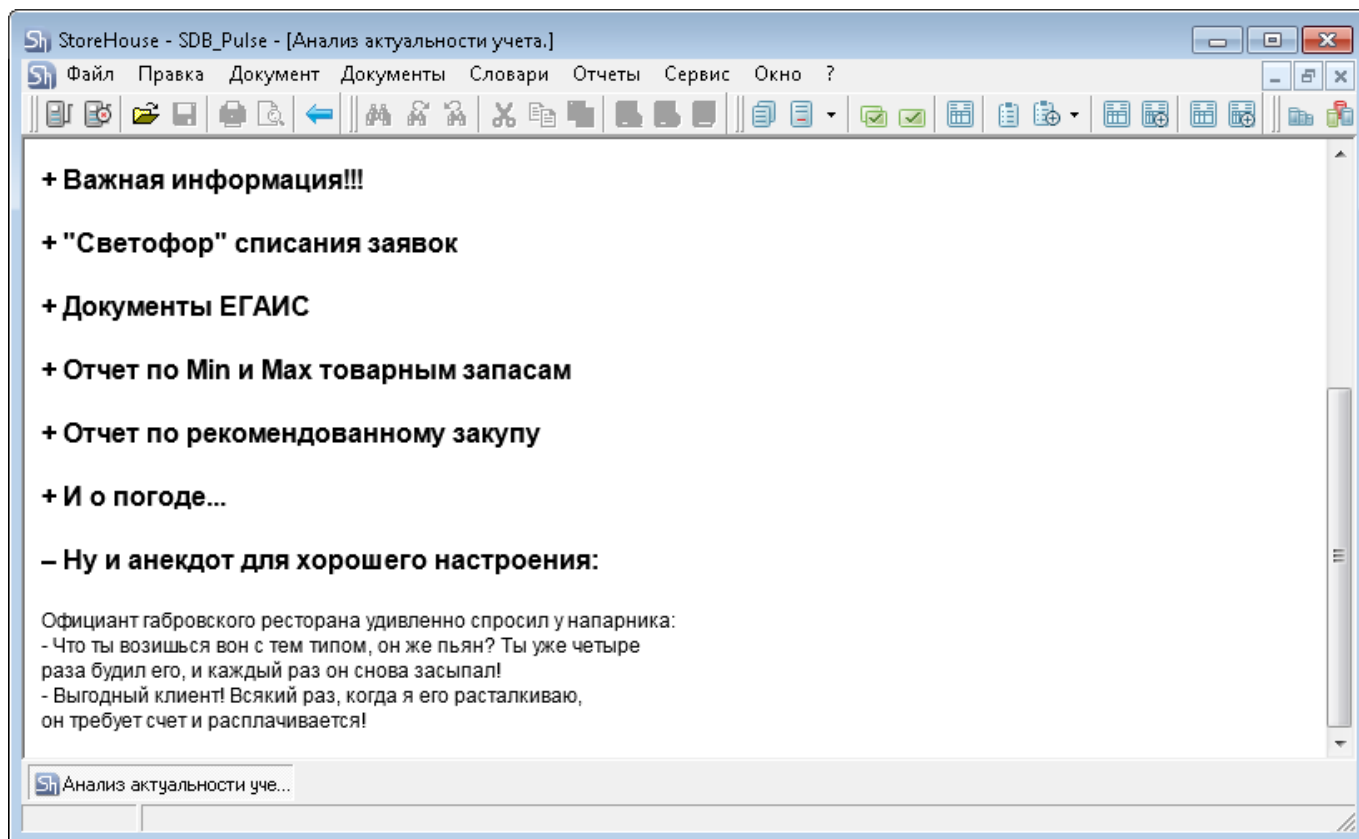 Sh StoreHouse - SDB_Pulse - [Анализ актуальности учета.]
Sh Файл Правка Документ Документы Словари Отчеты Сервис Окно ?
+ Важная информация!!!
+ "Светофор" списания заявок
+ Документы ЕГАИС
+ Отчет по Min и Max товарным запасам
+ Отчет по рекомендованному закупу
+ И о погоде...
– Ну и анекдот для хорошего настроения:
Официант габровского ресторана удивленно спросил у напарника:
- Что ты возишься вон с тем типом, он же пьян? Ты уже четыре
раза будил его, и каждый раз он снова засыпал!
- Выгодный клиент! Всякий раз, когда я его расталкиваю,
он требует счет и расплачивается!
Sh Анализ актуальности уче...